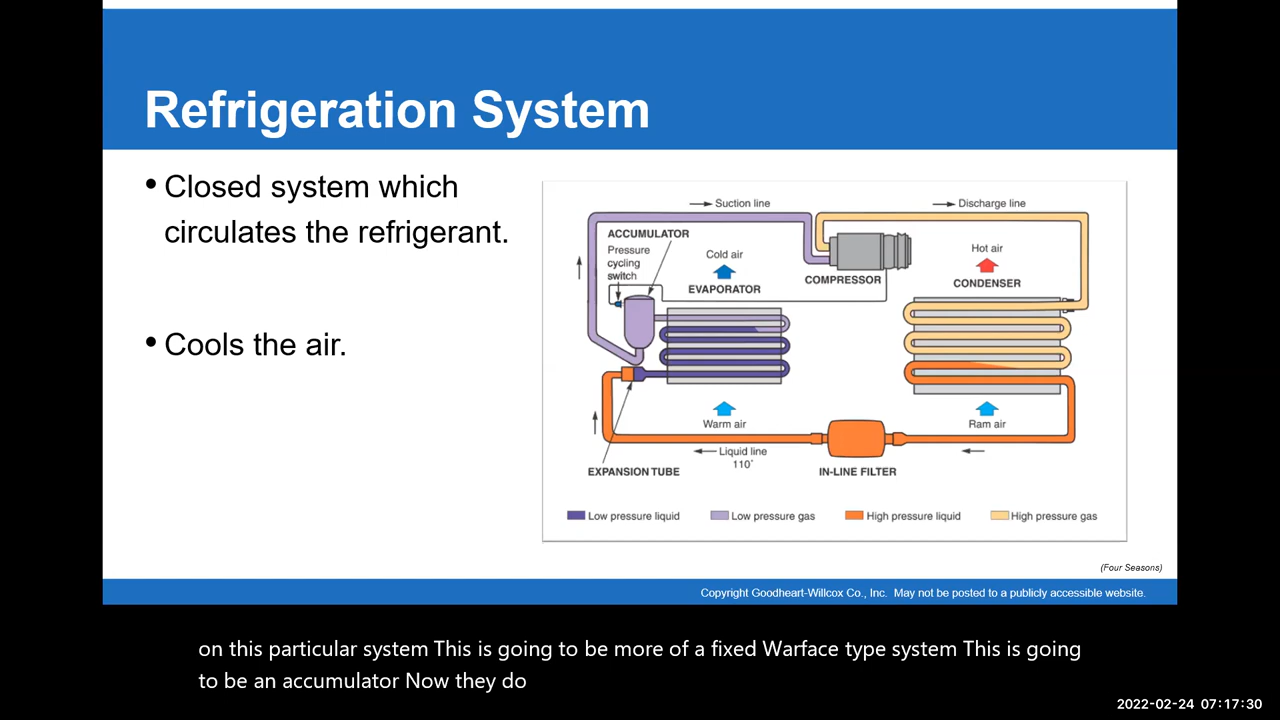 Refrigeration System
• Closed system which
circulates the refrigerant.
• Cools the air.
Suction line
Discharge line
ACCUMULATOR
Pressure
cycling
switch
Cold air
EVAPORATOR
COMPRESSOR
Hot air
CONDENSER
Warm air
Ram air
Liquid line
110°
EXPANSION TUBE
IN-LINE FILTER
Low pressure liquid
Low pressure gas
High pressure liquid
High pressure gas
(Four Seasons)
Copyright Goodheart-Willcox Co., Inc. May not be posted to a publicly accessible website.
on this particular system This is going to be more of a fixed Warface type system This is going
to be an accumulator Now they do
2022-02-24 07:17:30